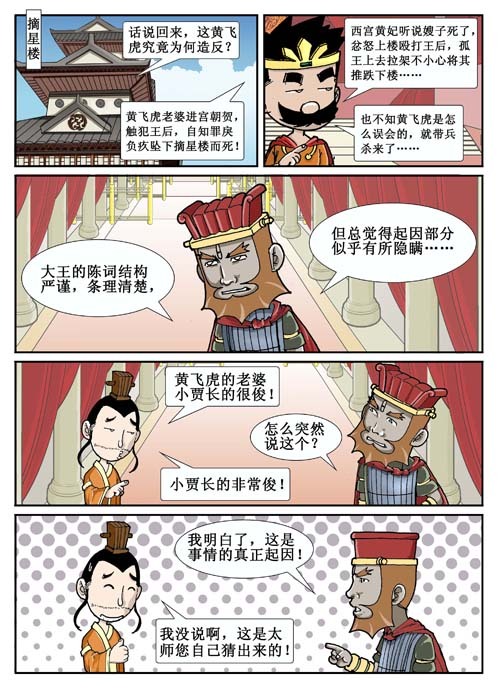 摘星楼
话说回来，这黄飞
虎究竟为何造反？
黄飞虎老婆进宫朝贺，
触犯王后，自知罪戾
负疚坠下摘星楼而死！
西宫黄妃听说嫂子死了，
忿怒上楼殴打王后，孤
王上去拉架不小心将其
推跌下楼……
也不知黄飞虎是怎
么误会的，就带兵
杀来了……
大王的陈词结构
严谨，条理清楚，
但总觉得起因部分
似乎有所隐瞒……
黄飞虎的老婆
小贾长的很俊！
怎么突然
说这个？
小贾长的非常俊！
我明白了，这是
事情的真正起因！
我没说啊，这是太
师您自己猜出来的！